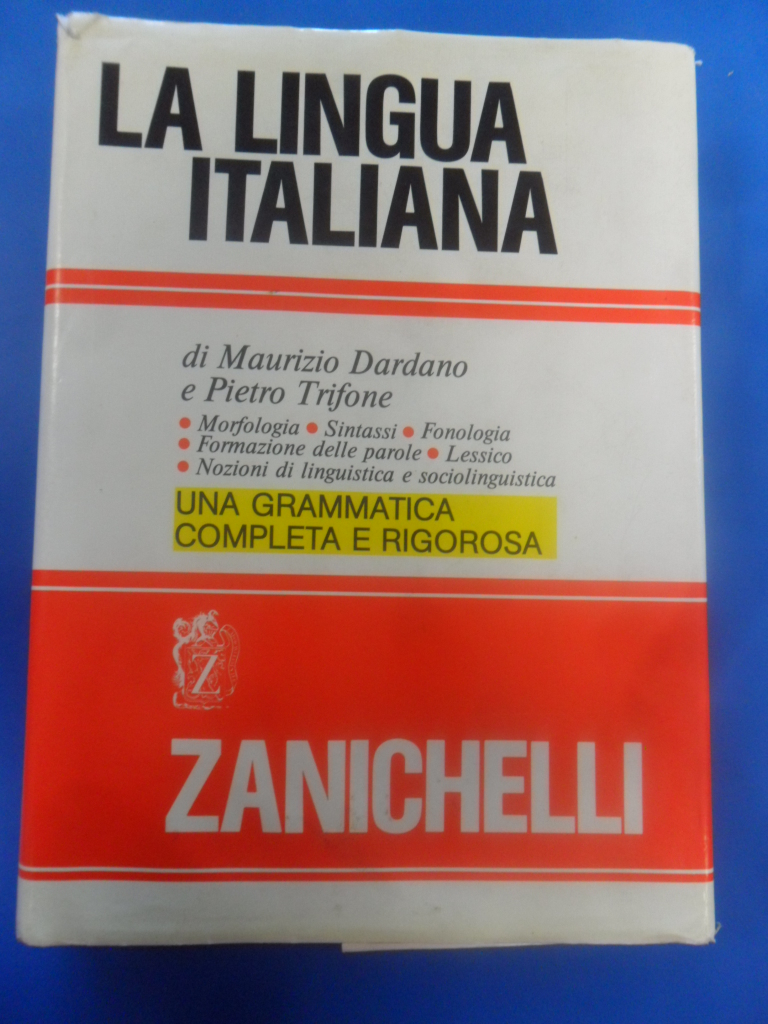 LA LINGUA
ITALIANA
di Maurizio Dardano
e Pietro Trifone
• Morfologia • Sintassi • Fonologia
• Formazione delle parole • Lessico
• Nozioni di linguistica e sociolinguistica
UNA GRAMMATICA
COMPLETA E RIGOROSA
Z
ZANICHELLI